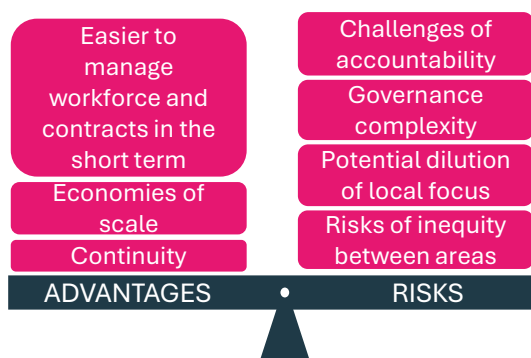 Easier to
manage
workforce and
contracts in the
short term
Economies of
scale
Continuity
ADVANTAGES
Challenges of
accountability
Governance
complexity
Potential dilution
of local focus
Risks of inequity
between areas
RISKS